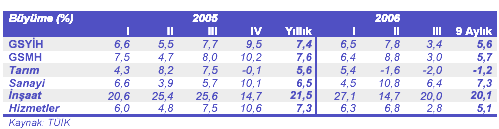 Büyüme (%) 2005 2006
I II III IV Yıllık I II III 9 Aylık
GSYİH 6,6 5,5 7,7 9,5 7,4 6,5 7,8 3,4 5,6
GSMH 7,5 4,7 8,0 10,2 7,6 6,4 8,8 3,0 5,7
Tarım 4,3 8,2 7,5 -0,1 5,6 5,4 -1,6 -2,0 -1,2
Sanayi 6,6 3,9 5,7 10,1 6,5 4,5 10,8 6,4 7,3
İnşaat 20,6 25,4 25,6 14,7 21,5 27,1 14,7 20,0 20,1
Hizmetler 6,0 4,8 7,5 10,6 7,3 6,3 6,8 2,8 5,1
Kaynak: TUIK